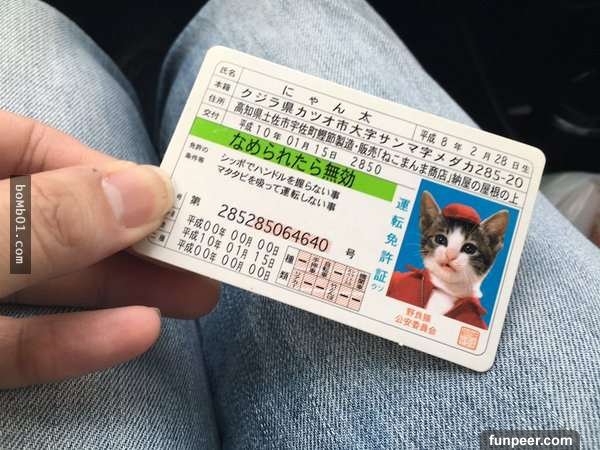 氏名 にゃん太 平成8年2月28日生
本籍 クジラ県カツオ市大字サンマ字メダカ285-20
住所 高知県土佐市宇佐町鰹節製造・販売「ねこまんま商店」納屋の屋根の上
交付 平成10年01月15日 2850
なめられたら無効
免許の
条件等
シッポでハンドルを握らない事
マタタビを吸って運転しない事
運転免許証
ウソ
第 285285064640 号
平成00年00月00日
平成10年01月15日
平成00年00月00日
種類
野良猫
公安委員会
boMb01.com
funpeer.com